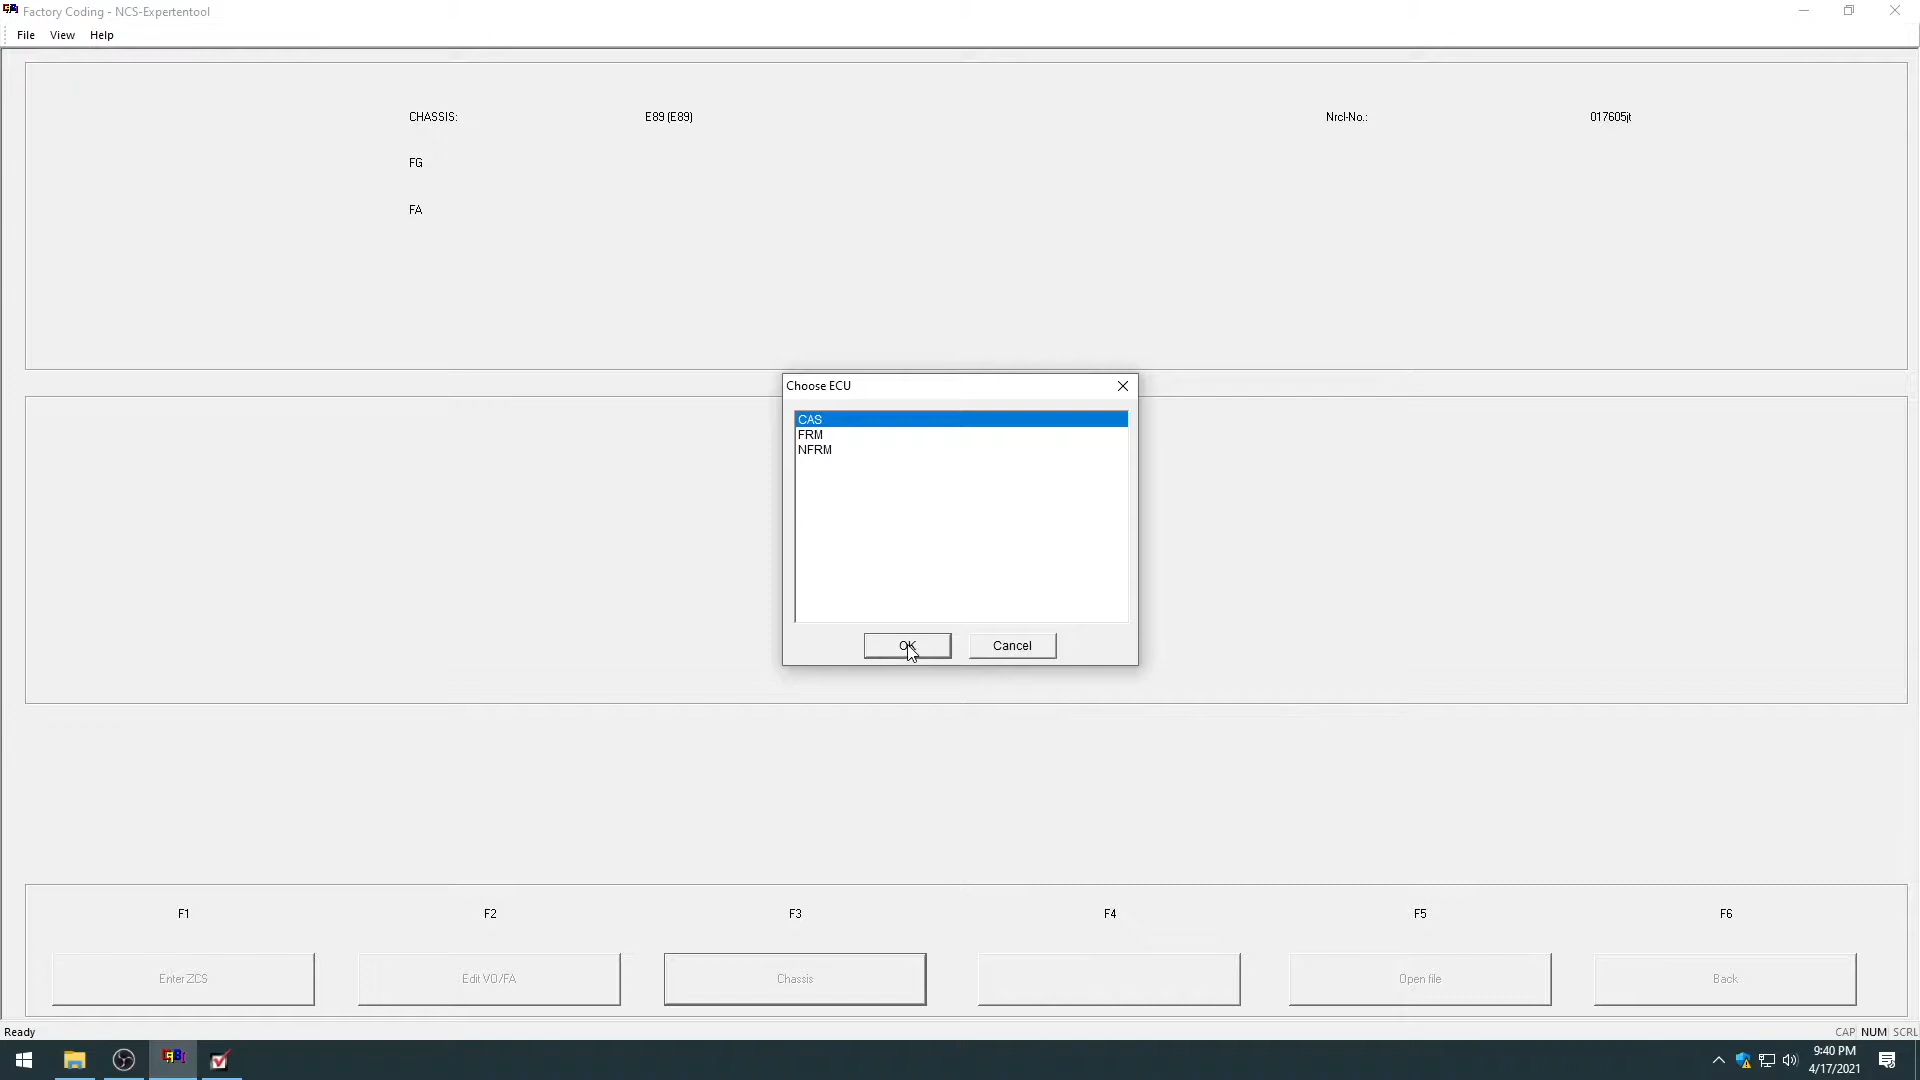 Factory Coding - NCS-Expertentool
File View Help
CHASSIS: E89 (E89) Nrcl-No.: 017605jt
FG
FA
Choose ECU
CAS
FRM
NFRM
OK Cancel
F1 F2 F3 F4 F5 F6
Enter ZCS Edit VO/FA Chassis Open file Back
Ready CAP NUM SCRL
9:40 PM
4/17/2021